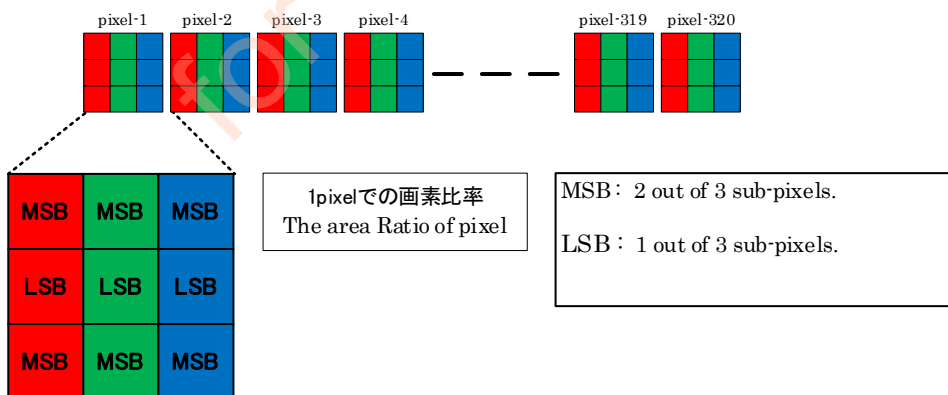 pixel-1 pixel-2 pixel-3 pixel-4 pixel-319 pixel-320
MSB MSB MSB
LSB LSB LSB
MSB MSB MSB
1pixelでの画素比率
The area Ratio of pixel
MSB： 2 out of 3 sub-pixels.
LSB： 1 out of 3 sub-pixels.
for